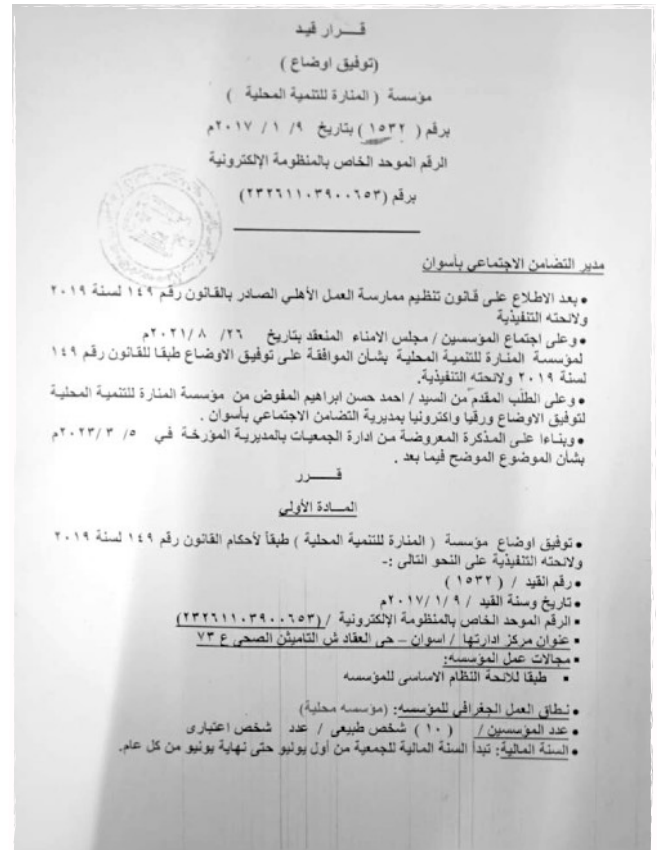 قـــرار قيد
(توفيق اوضاع )
مؤسسة ( المنارة للتنمية المحلية )
برقم ( ١٥٣٢ ) بتاريخ ٩/ ١ / ٢٠١٧م
الرقم الموحد الخاص بالمنظومة الإلكترونية
برقم (٢٣٢٦١١٠٣٩٠٠٦٥٣)
مدير التضامن الاجتماعي بأسوان
• بعد الاطلاع على قانون تنظيم ممارسة العمل الأهلي الصادر بالقانون رقم ١٤٩ لسنة ٢٠١٩
ولائحته التنفيذية
• وعلى اجتماع المؤسسين / مجلس الامناء المنعقد بتاريخ ٢٦/ ٨ /٢٠٢١م
لمؤسسة المنارة للتنمية المحلية بشأن الموافقة على توفيق الاوضاع طبقا للقانون رقم ١٤٩
لسنة ٢٠١٩ ولائحته التنفيذية.
• وعلى الطلب المقدم من السيد / احمد حسن ابراهيم المفوض من مؤسسة المنارة للتنمية المحلية
لتوفيق الاوضاع ورقيا واكترونيا بمديرية التضامن الاجتماعي بأسوان .
• وبناءا على المذكرة المعروضة من ادارة الجمعيات بالمديرية المؤرخة في ٥/ ٣ /٢٠٢٣م
بشأن الموضوع الموضح فيما بعد .
قـــــرر
المـــادة الأولي
• توفيق اوضاع مؤسسة ( المنارة للتنمية المحلية ) طبقاً لأحكام القانون رقم ١٤٩ لسنة ٢٠١٩
ولائحته التنفيذية على النحو التالى :-
• رقم القيد / ( ١٥٣٢ )
• تاريخ وسنة القيد / ٩ / ١ /٢٠١٧م
▪ الرقم الموحد الخاص بالمنظومة الإلكترونية / (٢٣٢٦١١٠٣٩٠٠٦٥٣)
▪ عنوان مركز ادارتها / اسوان – حى العقاد ش التاميثن الصحى ع ٧٣
▪ مجالات عمل المؤسسه:
▪ طبقا للائحة النظام الاساسى للمؤسسه
• نطاق العمل الجغرافي للمؤسسه: (مؤسسه محلية)
• عدد المؤسسين / ( ١٠ ) شخص طبيعى / عدد شخص اعتبارى
• السنة المالية: تبدأ السنة المالية للجمعية من أول يوليو حتى نهاية يونيو من كل عام.